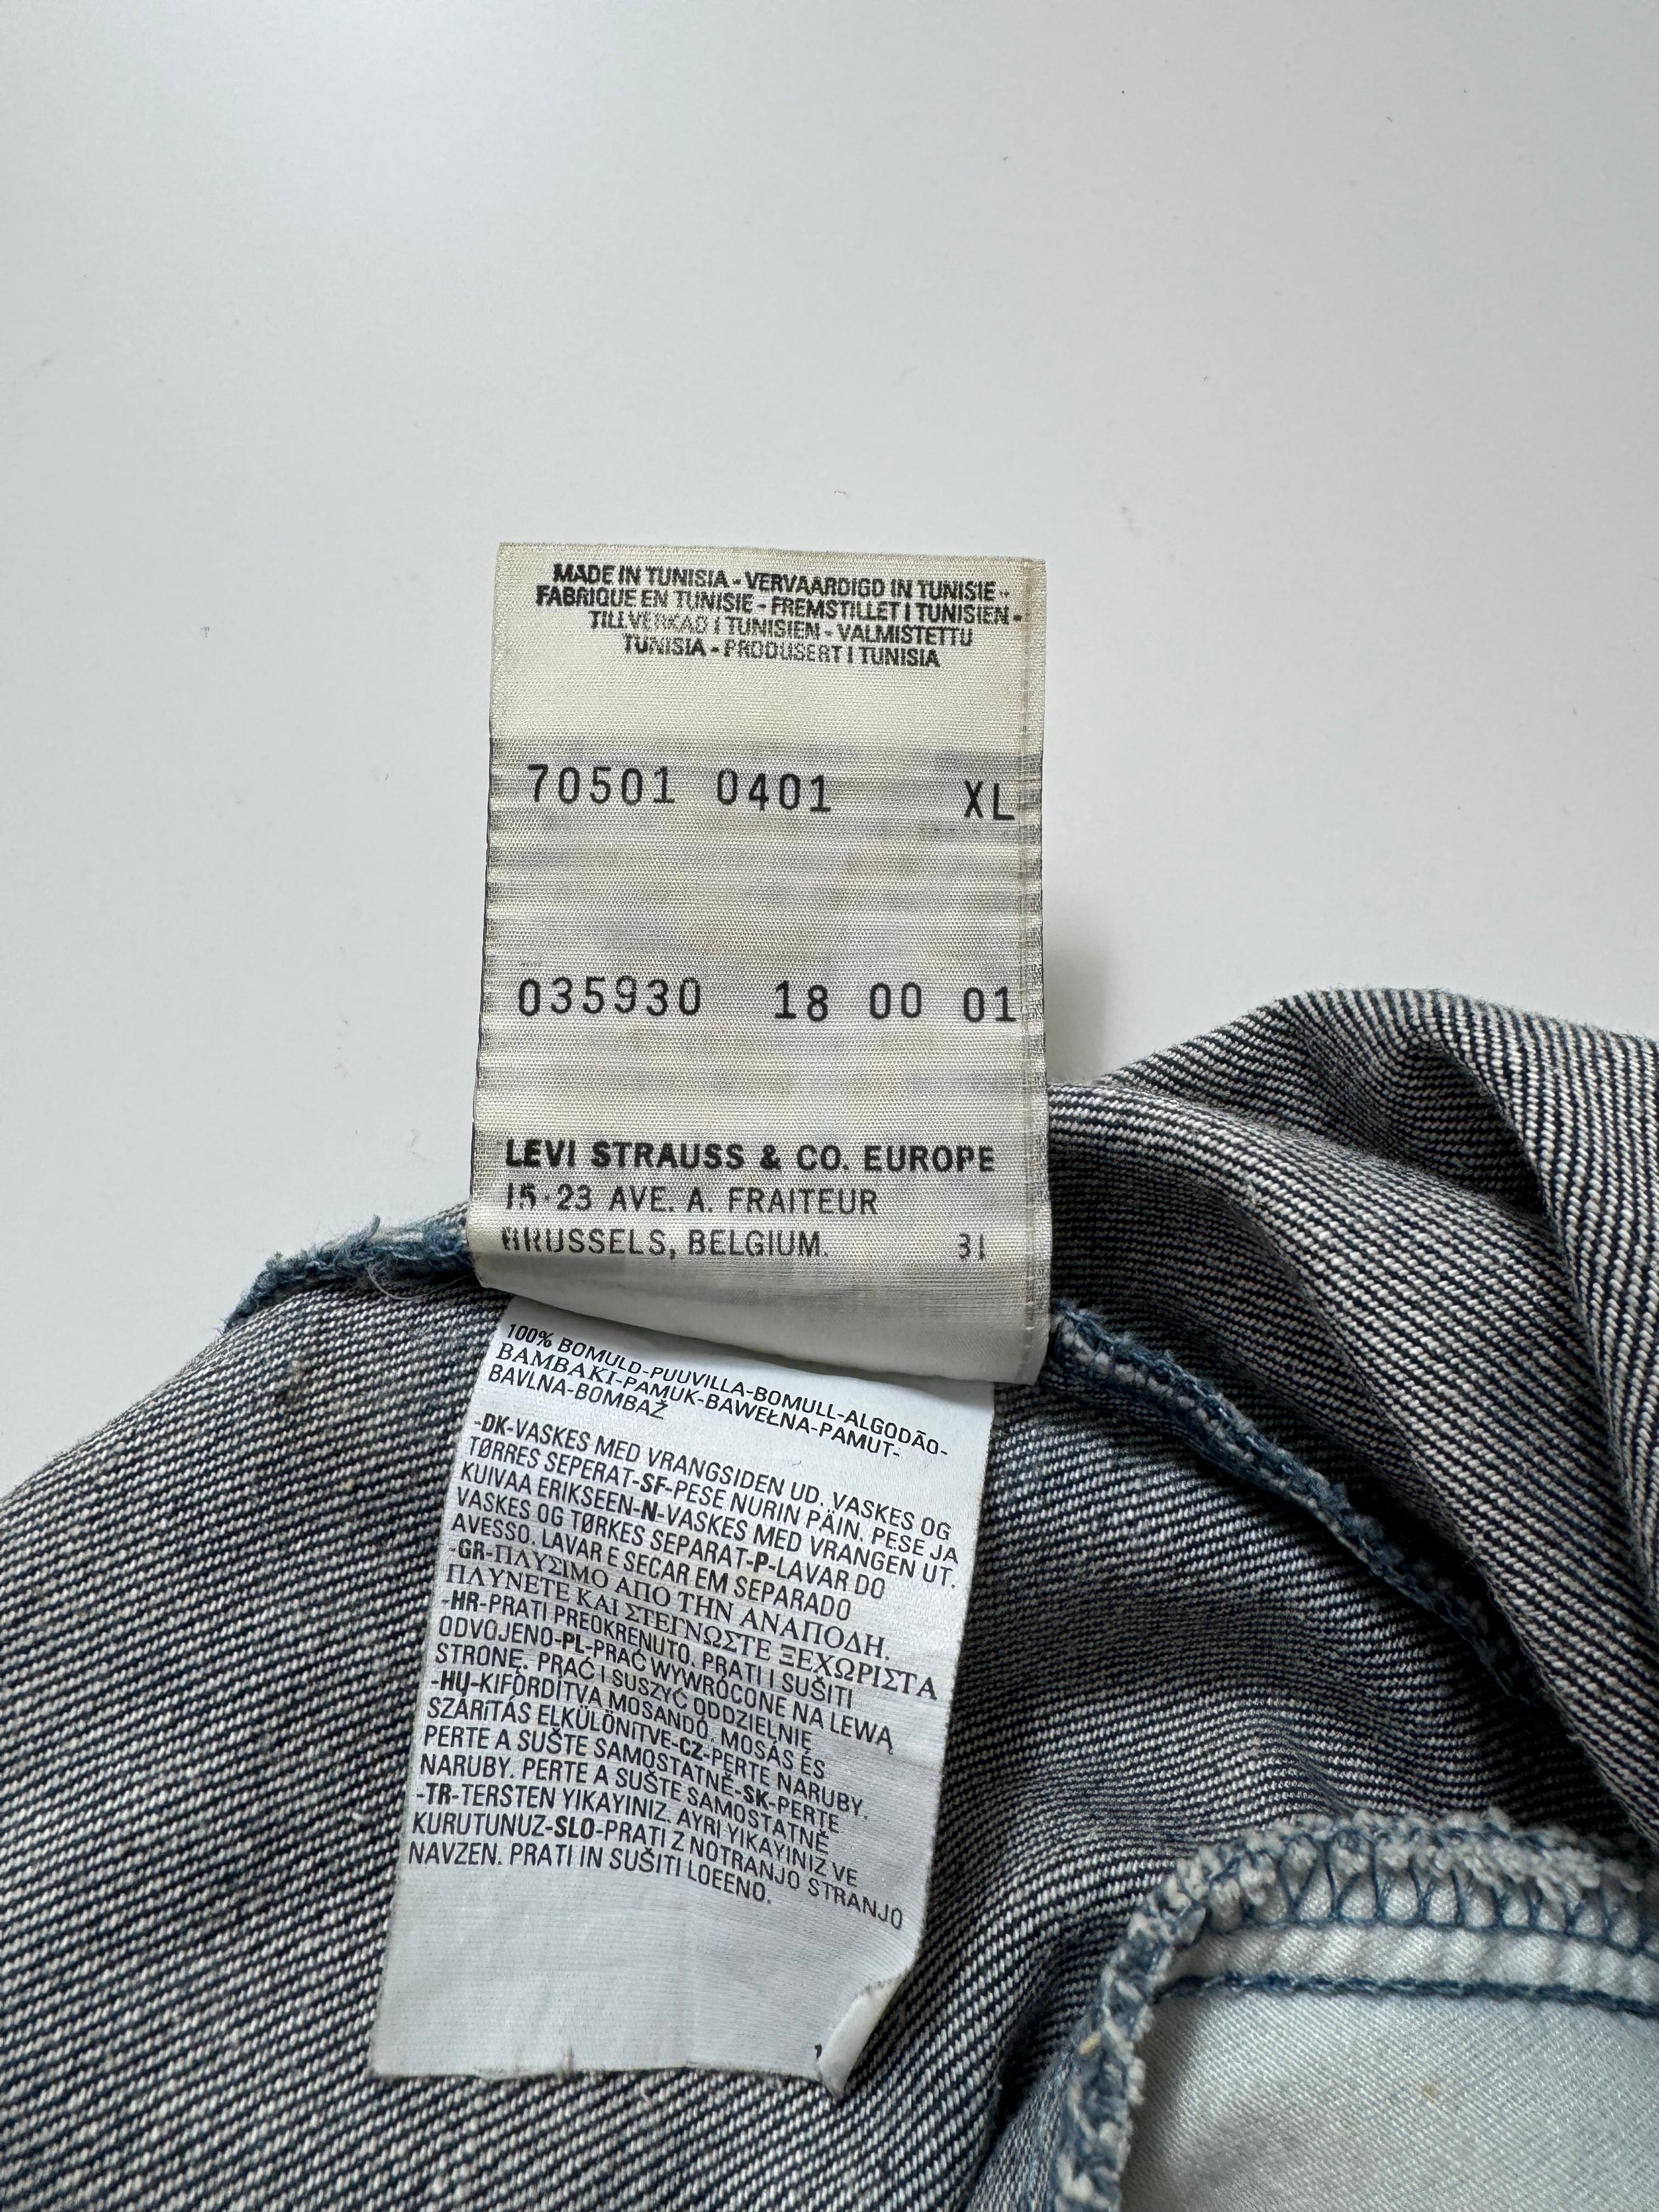 MADE IN TUNISIA - VERVAARDIGD IN TUNISIE -
FABRIQUE EN TUNISIE - FREMSTILLET I TUNISIEN -
TILLVERKAD I TUNISIEN - VALMISTETTU
TUNISIA - PRODUSERT I TUNISIA
70501 0401 XL
035930 18 00 01
LEVI STRAUSS & CO. EUROPE
15-23 AVE. A. FRAITEUR
BRUSSELS, BELGIUM. 31
100% BOMULD-PUUVILLA-BOMULL-ALGODÃO-
BAMBAKI-PAMUK-BAWEŁNA-PAMUT-
BAVLNA-BOMBAŽ
-DK-VASKES MED VRANGSIDEN UD. VASKES OG
TØRRES SEPERAT-SF-PESE NURIN PÄIN. PESE JA
KUIVAA ERIKSEEN-N-VASKES MED VRANGEN UT.
VASKES OG TØRKES SEPARAT-P-LAVAR DO
AVESSO. LAVAR E SECAR EM SEPARADO
-GR-ΠΛΥΣΙΜΟ ΑΠΟ ΤΗΝ ΑΝΑΠΟΔΗ.
ΠΛΥΝΕΤΕ ΚΑΙ ΣΤΕΓΝΩΣΤΕ ΞΕΧΩΡΙΣΤΑ
-HR-PRATI PREOKRENUTO. PRATI I SUŠITI
ODVOJENO-PL-PRAĆ WYWRÓCONE NA LEWĄ
STRONĘ. PRAĆ I SUSZYĆ ODDZIELNIE
-HU-KIFORDÍTVA MOSANDÓ. MOSÁS ÉS
SZÁRÍTÁS ELKÜLÖNITVE-CZ-PERTE NARUBY.
PERTE A SUŠTE SAMOSTATNĚ-SK-PERTE
NARUBY. PERTE A SUŠTE SAMOSTATNĚ
-TR-TERSTEN YIKAYINIZ. AYRI YIKAYINIZ VE
KURUTUNUZ-SLO-PRATI Z NOTRANJO STRANJO
NAVZEN. PRATI IN SUŠITI LOEENO.